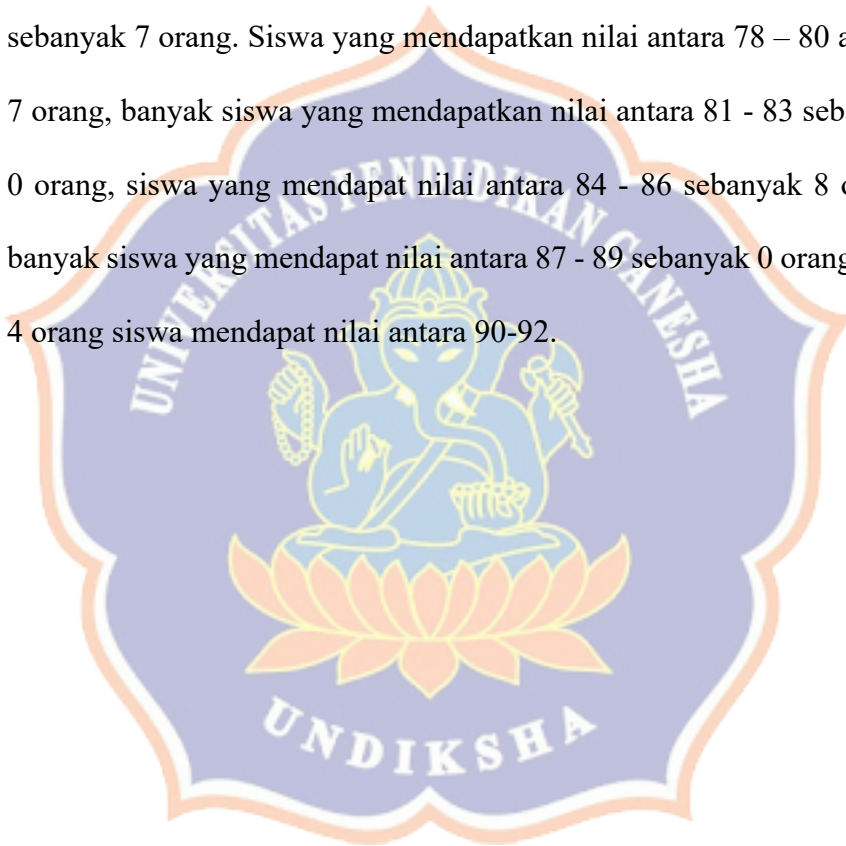 sebanyak 7 orang. Siswa yang mendapatkan nilai antara 78 – 80 a
7 orang, banyak siswa yang mendapatkan nilai antara 81 - 83 seb
0 orang, siswa yang mendapat nilai antara 84 - 86 sebanyak 8 o
banyak siswa yang mendapat nilai antara 87 - 89 sebanyak 0 orang
4 orang siswa mendapat nilai antara 90-92.
UNIVERSITAS PENDIDIKAN GANESHA
UNDIKSHA